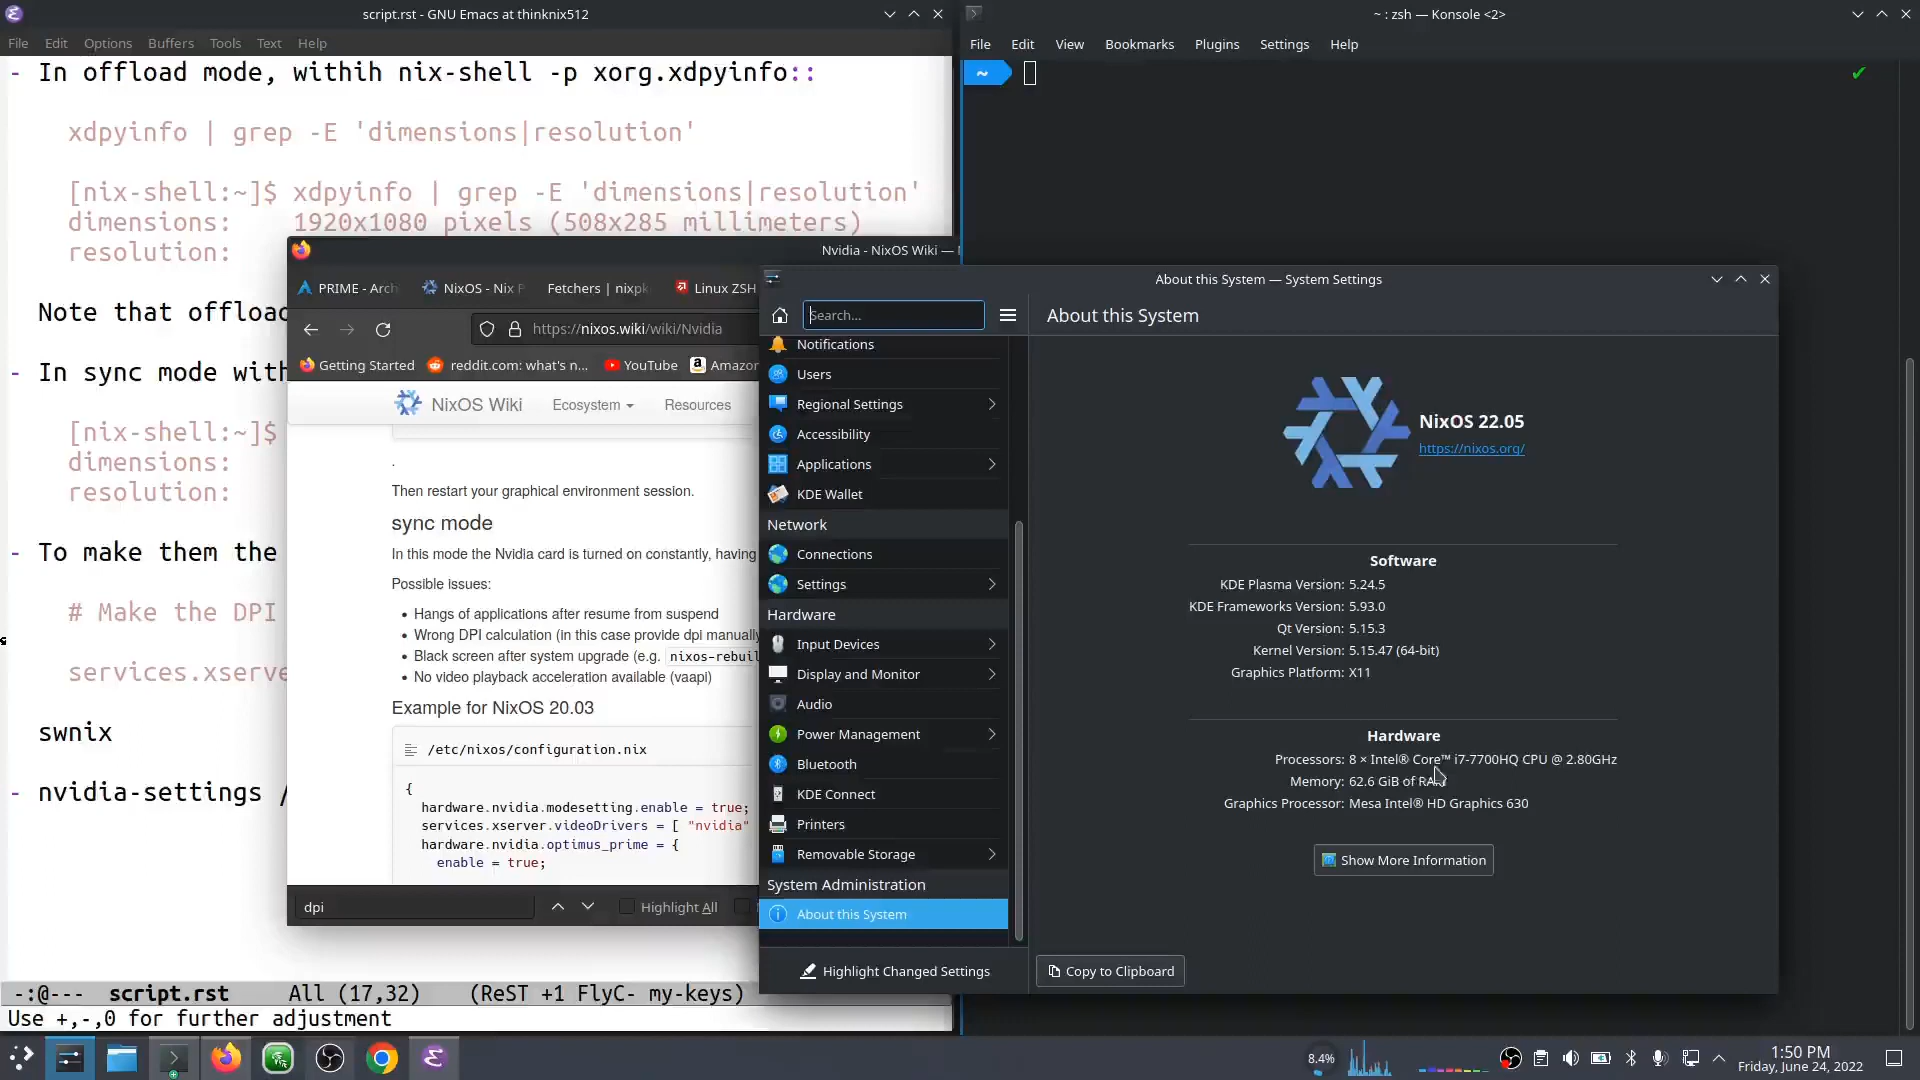 script.rst - GNU Emacs at thinknix512
File Edit Options Buffers Tools Text Help
- In offload mode, withih nix-shell -p xorg.xdpyinfo::
xdpyinfo | grep -E 'dimensions|resolution'
[nix-shell:~]$ xdpyinfo | grep -E 'dimensions|resolution'
dimensions: 1920x1080 pixels (508x285 millimeters)
resolution:
Note that offload
- In sync mode with
[nix-shell:~]$
dimensions:
resolution:
- To make them the
# Make the DPI
services.xserve
swnix
- nvidia-settings /
-:@--- script.rst All (17,32) (ReST +1 FlyC- my-keys)
Use +,-,0 for further adjustment
~ : zsh — Konsole <2>
File Edit View Bookmarks Plugins Settings Help
~
Nvidia - NixOS Wiki —
PRIME - Arch
NixOS - Nix P
Fetchers | nixpk
Linux ZSH
https://nixos.wiki/wiki/Nvidia
Getting Started
reddit.com: what's n...
YouTube
Amazon
NixOS Wiki
Ecosystem
Resources
.
Then restart your graphical environment session.
sync mode
In this mode the Nvidia card is turned on constantly, having
Possible issues:
• Hangs of applications after resume from suspend
• Wrong DPI calculation (in this case provide dpi manually
• Black screen after system upgrade (e.g. nixos-rebuil
• No video playback acceleration available (vaapi)
Example for NixOS 20.03
/etc/nixos/configuration.nix
{
hardware.nvidia.modesetting.enable = true;
services.xserver.videoDrivers = [ "nvidia"
hardware.nvidia.optimus_prime = {
enable = true;
dpi
Highlight All
About this System — System Settings
Search...
About this System
Notifications
Users
Regional Settings
Accessibility
Applications
KDE Wallet
Network
Connections
Settings
Hardware
Input Devices
Display and Monitor
Audio
Power Management
Bluetooth
KDE Connect
Printers
Removable Storage
System Administration
About this System
Highlight Changed Settings
NixOS 22.05
https://nixos.org/
Software
KDE Plasma Version: 5.24.5
KDE Frameworks Version: 5.93.0
Qt Version: 5.15.3
Kernel Version: 5.15.47 (64-bit)
Graphics Platform: X11
Hardware
Processors: 8 × Intel® Core™ i7-7700HQ CPU @ 2.80GHz
Memory: 62.6 GiB of RAM
Graphics Processor: Mesa Intel® HD Graphics 630
Show More Information
Copy to Clipboard
8.4%
1:50 PM
Friday, June 24, 2022